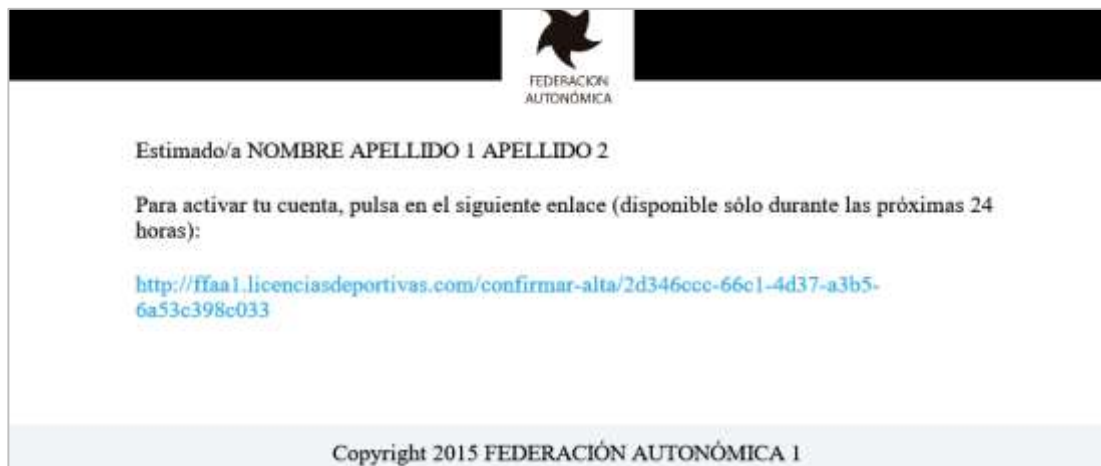 FEDERACION
AUTONÓMICA
Estimado/a NOMBRE APELLIDO 1 APELLIDO 2
Para activar tu cuenta, pulsa en el siguiente enlace (disponible sólo durante las próximas 24
horas):
http://ffaa1.licenciasdeportivas.com/confirmar-alta/2d346ccc-66c1-4d37-a3b5-
6a53c398c033
Copyright 2015 FEDERACIÓN AUTONÓMICA 1